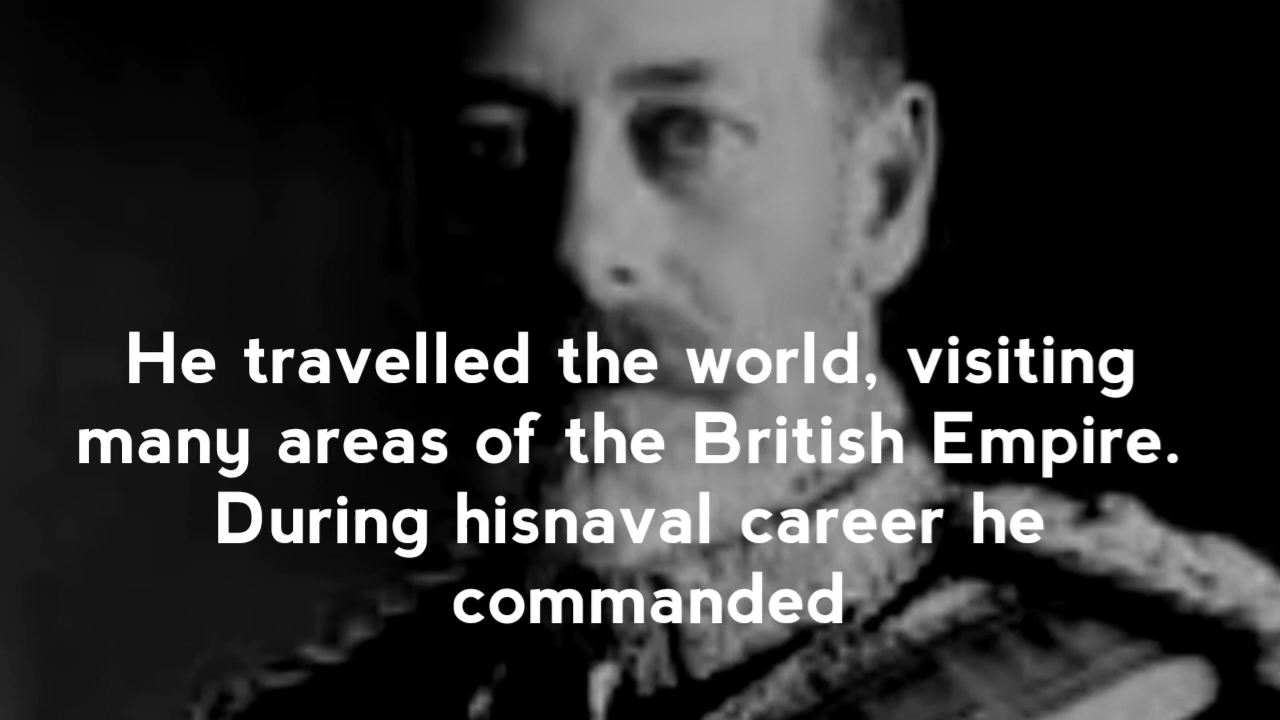 He travelled the world, visiting
many areas of the British Empire.
During hisnaval career he
commanded